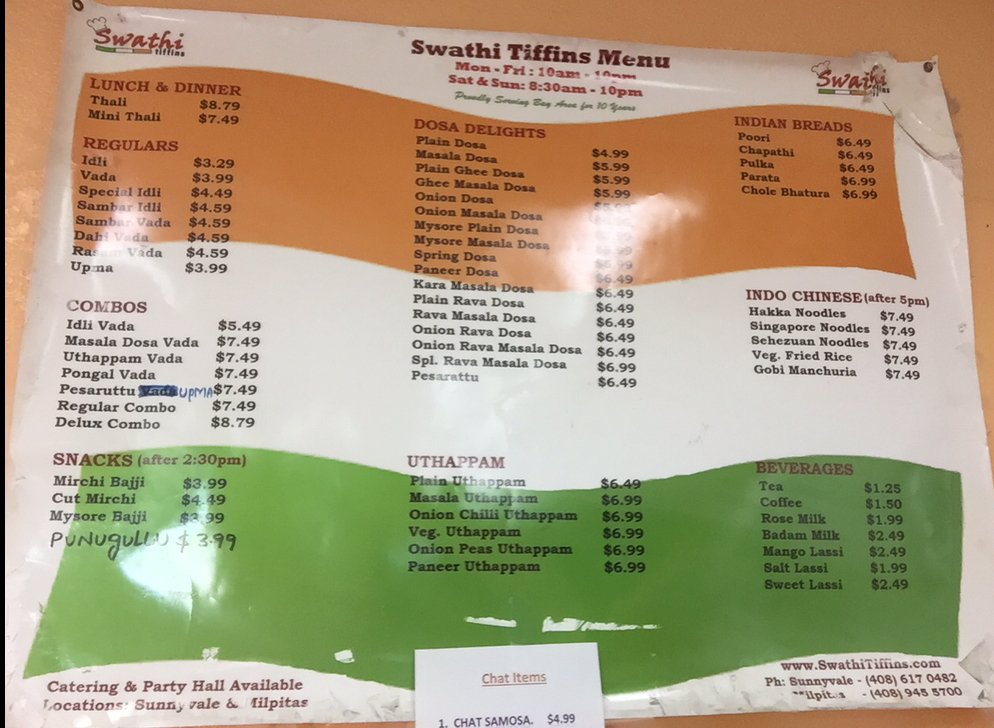 Swathi
tiffins
Swathi Tiffins Menu
Mon - Fri : 10am - 10pm
Sat & Sun: 8:30am - 10pm
Proudly Serving Bay Area for 10 Years
Swathi
tiffins
LUNCH & DINNER
Thali $8.79
Mini Thali $7.49
REGULARS
Idli $3.29
Vada $3.99
Special Idli $4.49
Sambar Idli $4.59
Sambar Vada $4.59
Dahi Vada $4.59
Rasam Vada $4.59
Upma $3.99
COMBOS
Idli Vada $5.49
Masala Dosa Vada $7.49
Uthappam Vada $7.49
Pongal Vada $7.49
Pesaruttu UPMA $7.49
Regular Combo $7.49
Delux Combo $8.79
SNACKS (after 2:30pm)
Mirchi Bajji $3.99
Cut Mirchi $4.49
Mysore Bajji $3.99
PUNUGULLU $3.99
DOSA DELIGHTS
Plain Dosa $4.99
Masala Dosa $5.99
Plain Ghee Dosa $5.99
Ghee Masala Dosa $5.99
Onion Dosa
Onion Masala Dosa
Mysore Plain Dosa
Mysore Masala Dosa
Spring Dosa
Paneer Dosa $6.49
Kara Masala Dosa $6.49
Plain Rava Dosa $6.49
Rava Masala Dosa $6.49
Onion Rava Dosa $6.49
Onion Rava Masala Dosa $6.49
Spl. Rava Masala Dosa $6.99
Pesarattu $6.49
UTHAPPAM
Plain Uthappam $6.49
Masala Uthappam $6.99
Onion Chilli Uthappam $6.99
Veg. Uthappam $6.99
Onion Peas Uthappam $6.99
Paneer Uthappam $6.99
INDIAN BREADS
Poori $6.49
Chapathi $6.49
Pulka $6.49
Parata $6.99
Chole Bhatura $6.99
INDO CHINESE (after 5pm)
Hakka Noodles $7.49
Singapore Noodles $7.49
Sehezuan Noodles $7.49
Veg. Fried Rice $7.49
Gobi Manchuria $7.49
BEVERAGES
Tea $1.25
Coffee $1.50
Rose Milk $1.99
Badam Milk $2.49
Mango Lassi $2.49
Salt Lassi $1.99
Sweet Lassi $2.49
Catering & Party Hall Available
Locations: Sunnyvale & Milpitas
Chat Items
1. CHAT SAMOSA. $4.99
www.SwathiTiffins.com
Ph: Sunnyvale - (408) 617 0482
Milpitas - (408) 945 5700